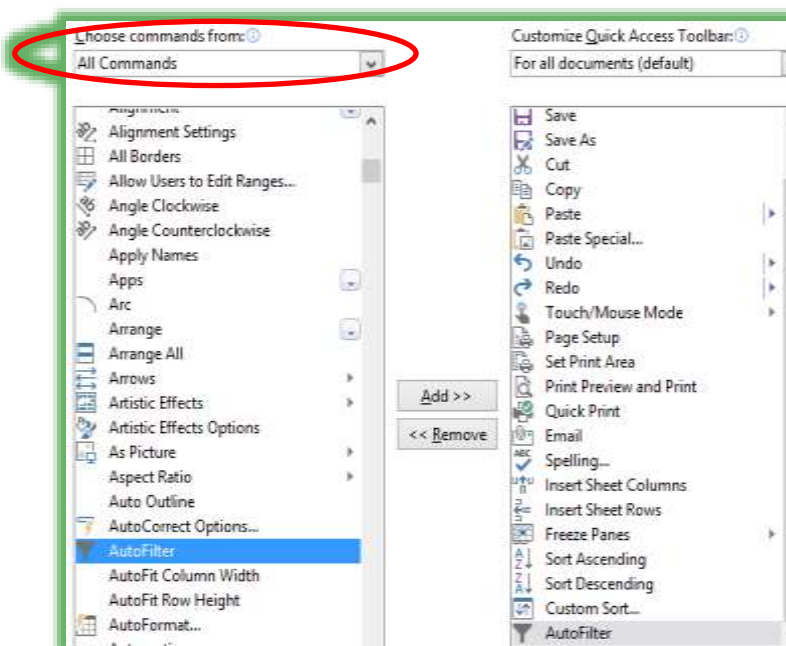 Choose commands from:
All Commands
Alignment
Alignment Settings
All Borders
Allow Users to Edit Ranges...
Angle Clockwise
Angle Counterclockwise
Apply Names
Apps
Arc
Arrange
Arrange All
Arrows
Artistic Effects
Artistic Effects Options
As Picture
Aspect Ratio
Auto Outline
AutoCorrect Options...
AutoFilter
AutoFit Column Width
AutoFit Row Height
AutoFormat...
Add >>
<< Remove
Customize Quick Access Toolbar:
For all documents (default)
Save
Save As
Cut
Copy
Paste
Paste Special...
Undo
Redo
Touch/Mouse Mode
Page Setup
Set Print Area
Print Preview and Print
Quick Print
Email
Spelling...
Insert Sheet Columns
Insert Sheet Rows
Freeze Panes
Sort Ascending
Sort Descending
Custom Sort...
AutoFilter